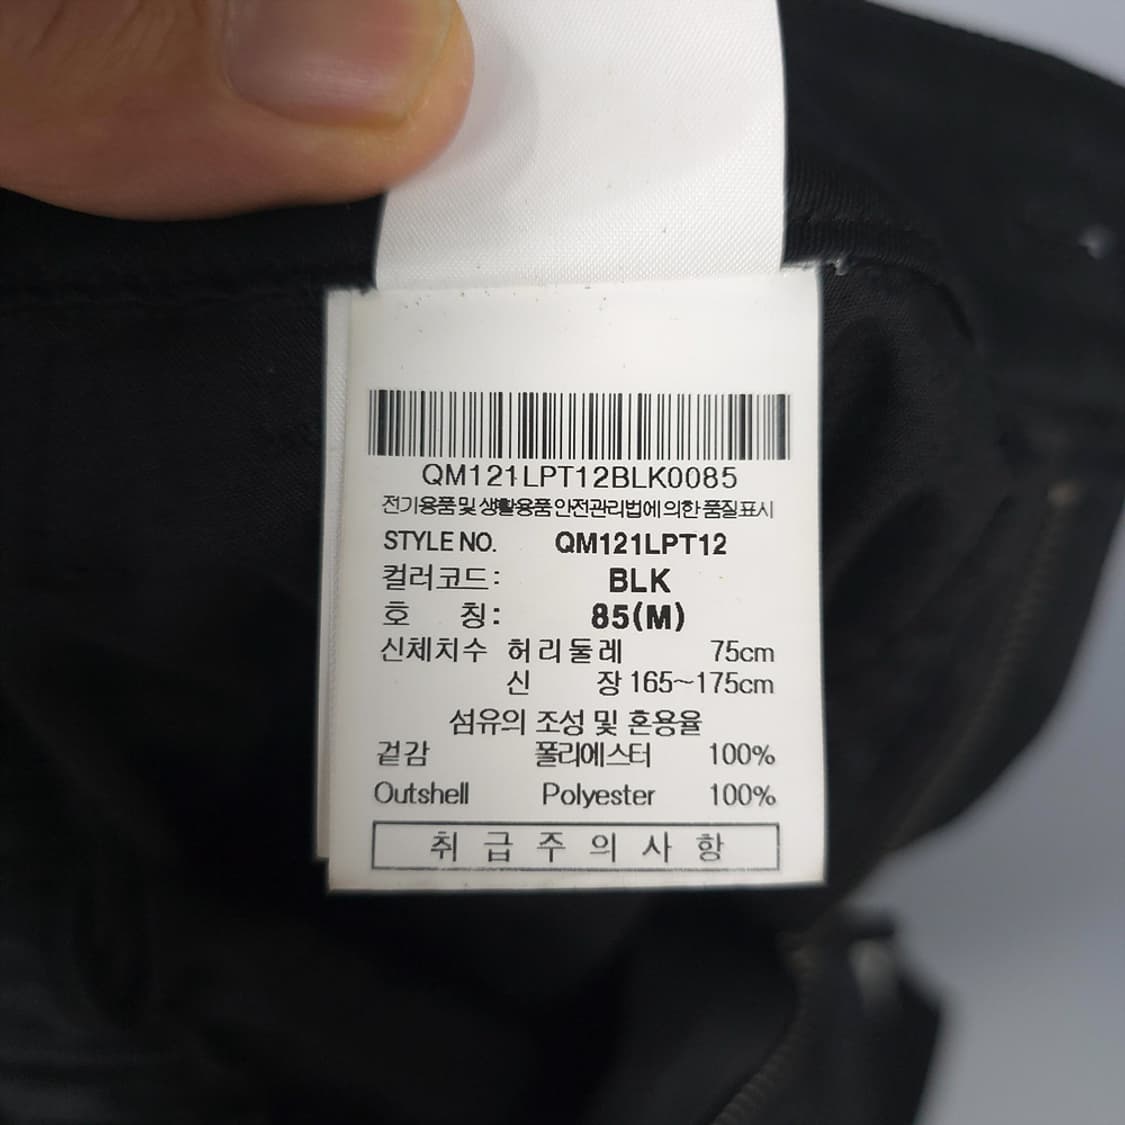 QM121LPT12BLK0085
전기용품 및 생활용품 안전관리법에 의한 품질표시
STYLE NO. QM121LPT12
컬러코드: BLK
호 칭: 85(M)
신체치수 허리둘레 75cm
신 장 165~175cm
섬유의 조성 및 혼용율
겉감 폴리에스터 100%
Outshell Polyester 100%
취급주의사항